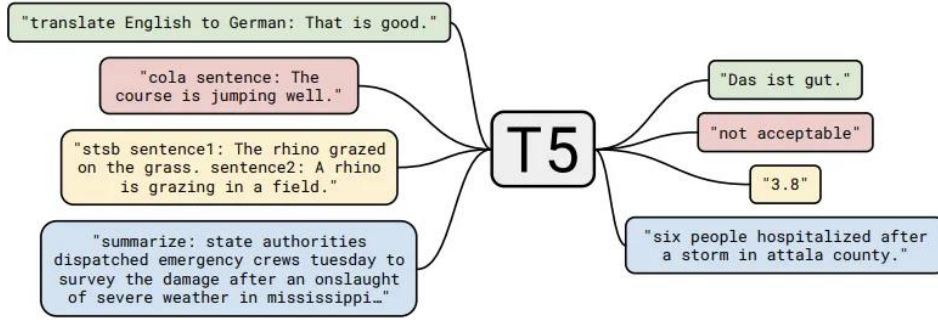 "translate English to German: That is good."
"cola sentence: The
course is jumping well."
"stsb sentence1: The rhino grazed
on the grass. sentence2: A rhino
is grazing in a field."
"summarize: state authorities
dispatched emergency crews tuesday to
survey the damage after an onslaught
of severe weather in mississippi…"
T5
"Das ist gut."
"not acceptable"
"3.8"
"six people hospitalized after
a storm in attala county."